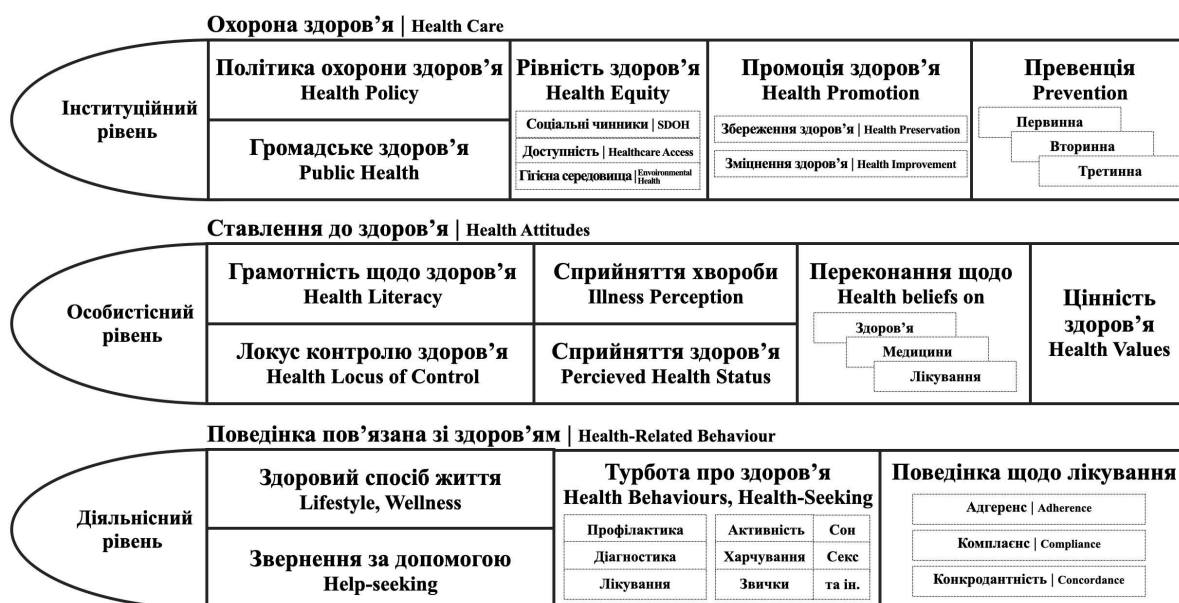 Охорона здоров’я | Health Care
Інституційний
рівень
Політика охорони здоров’я
Health Policy
Громадське здоров’я
Public Health
Рівність здоров’я
Health Equity
Соціальні чинники | SDOH
Доступність | Healthcare Access
Гігієна середовища | Envoironmental
Health
Промоція здоров’я
Health Promotion
Збереження здоров’я | Health Preservation
Зміцнення здоров’я | Health Improvement
Превенція
Prevention
Первинна
Вторинна
Третинна
Ставлення до здоров’я | Health Attitudes
Особистісний
рівень
Грамотність щодо здоров’я
Health Literacy
Локус контролю здоров’я
Health Locus of Control
Сприйняття хвороби
Illness Perception
Сприйняття здоров’я
Percieved Health Status
Переконання щодо
Health beliefs on
Здоров’я
Медицини
Лікування
Цінність
здоров’я
Health Values
Поведінка пов’язана зі здоров’ям | Health-Related Behaviour
Діяльнісний
рівень
Здоровий спосіб життя
Lifestyle, Wellness
Звернення за допомогою
Help-seeking
Турбота про здоров’я
Health Behaviours, Health-Seeking
Профілактика
Діагностика
Лікування
Активність
Сон
Харчування
Секс
Звички
та ін.
Поведінка щодо лікування
Адгеренс | Adherence
Комплаєнс | Compliance
Конкродантність | Concordance